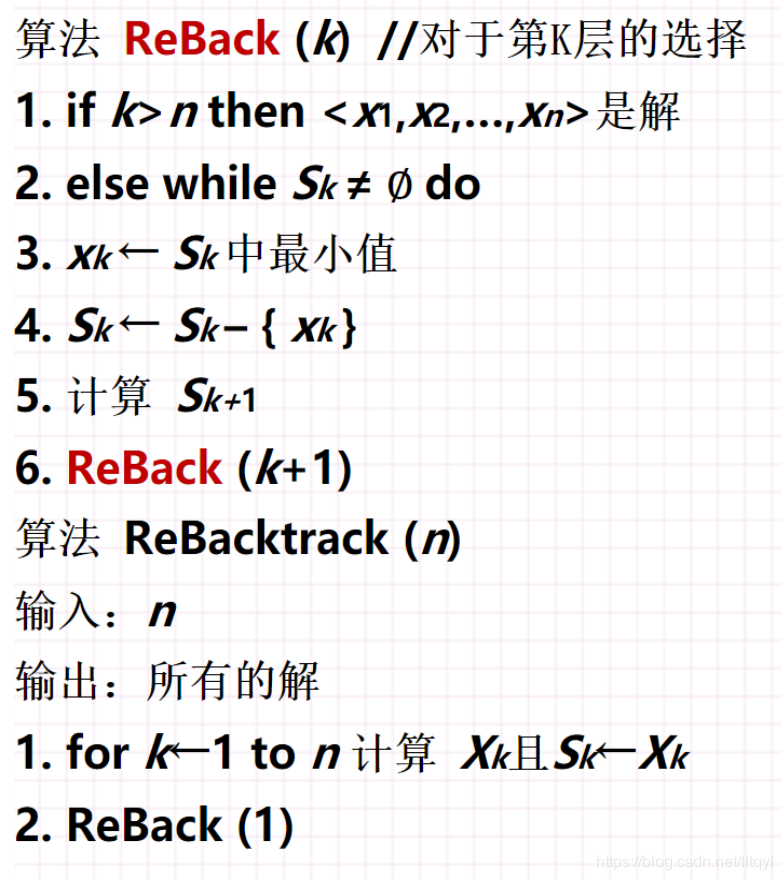 算法 ReBack (k) //对于第K层的选择
1. if k>n then <x1,x2,…,xn>是解
2. else while Sk ≠ ∅ do
3. xk← Sk中最小值
4. Sk← Sk– { xk}
5. 计算 Sk+1
6. ReBack (k+1)
算法 ReBacktrack (n)
输入：n
输出：所有的解
1. for k←1 to n 计算 Xk且Sk←Xk
2. ReBack (1)
https://blog.csdn.net/litqyl